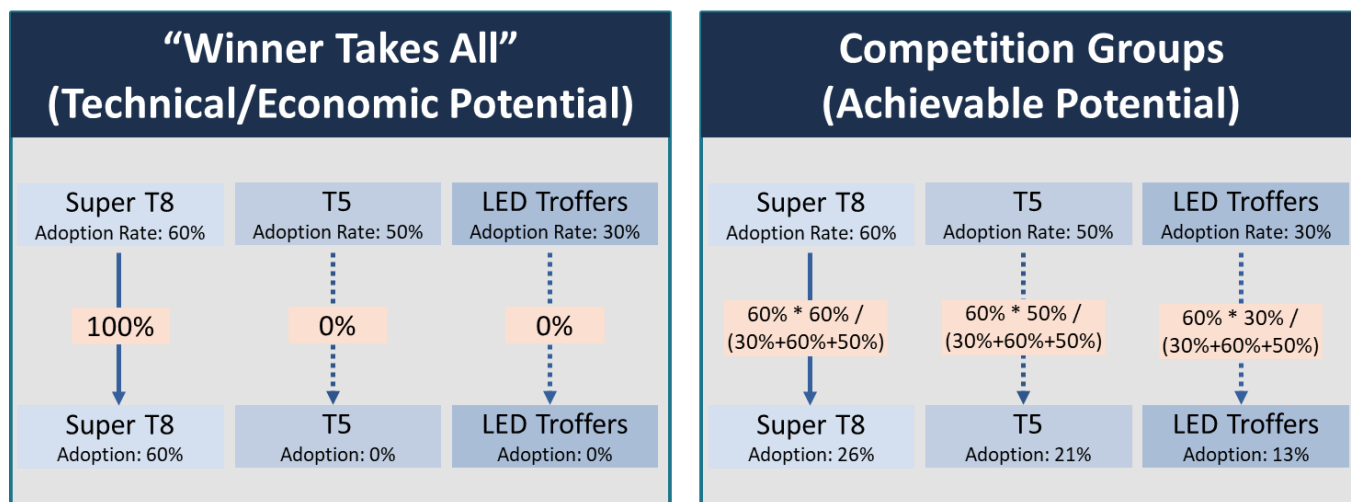 “Winner Takes All”
(Technical/Economic Potential)
Super T8
Adoption Rate: 60%
T5
Adoption Rate: 50%
LED Troffers
Adoption Rate: 30%
100%
0%
0%
Super T8
Adoption: 60%
T5
Adoption: 0%
LED Troffers
Adoption: 0%
Competition Groups
(Achievable Potential)
Super T8
Adoption Rate: 60%
T5
Adoption Rate: 50%
LED Troffers
Adoption Rate: 30%
60% * 60% /
(30%+60%+50%)
60% * 50% /
(30%+60%+50%)
60% * 30% /
(30%+60%+50%)
Super T8
Adoption: 26%
T5
Adoption: 21%
LED Troffers
Adoption: 13%